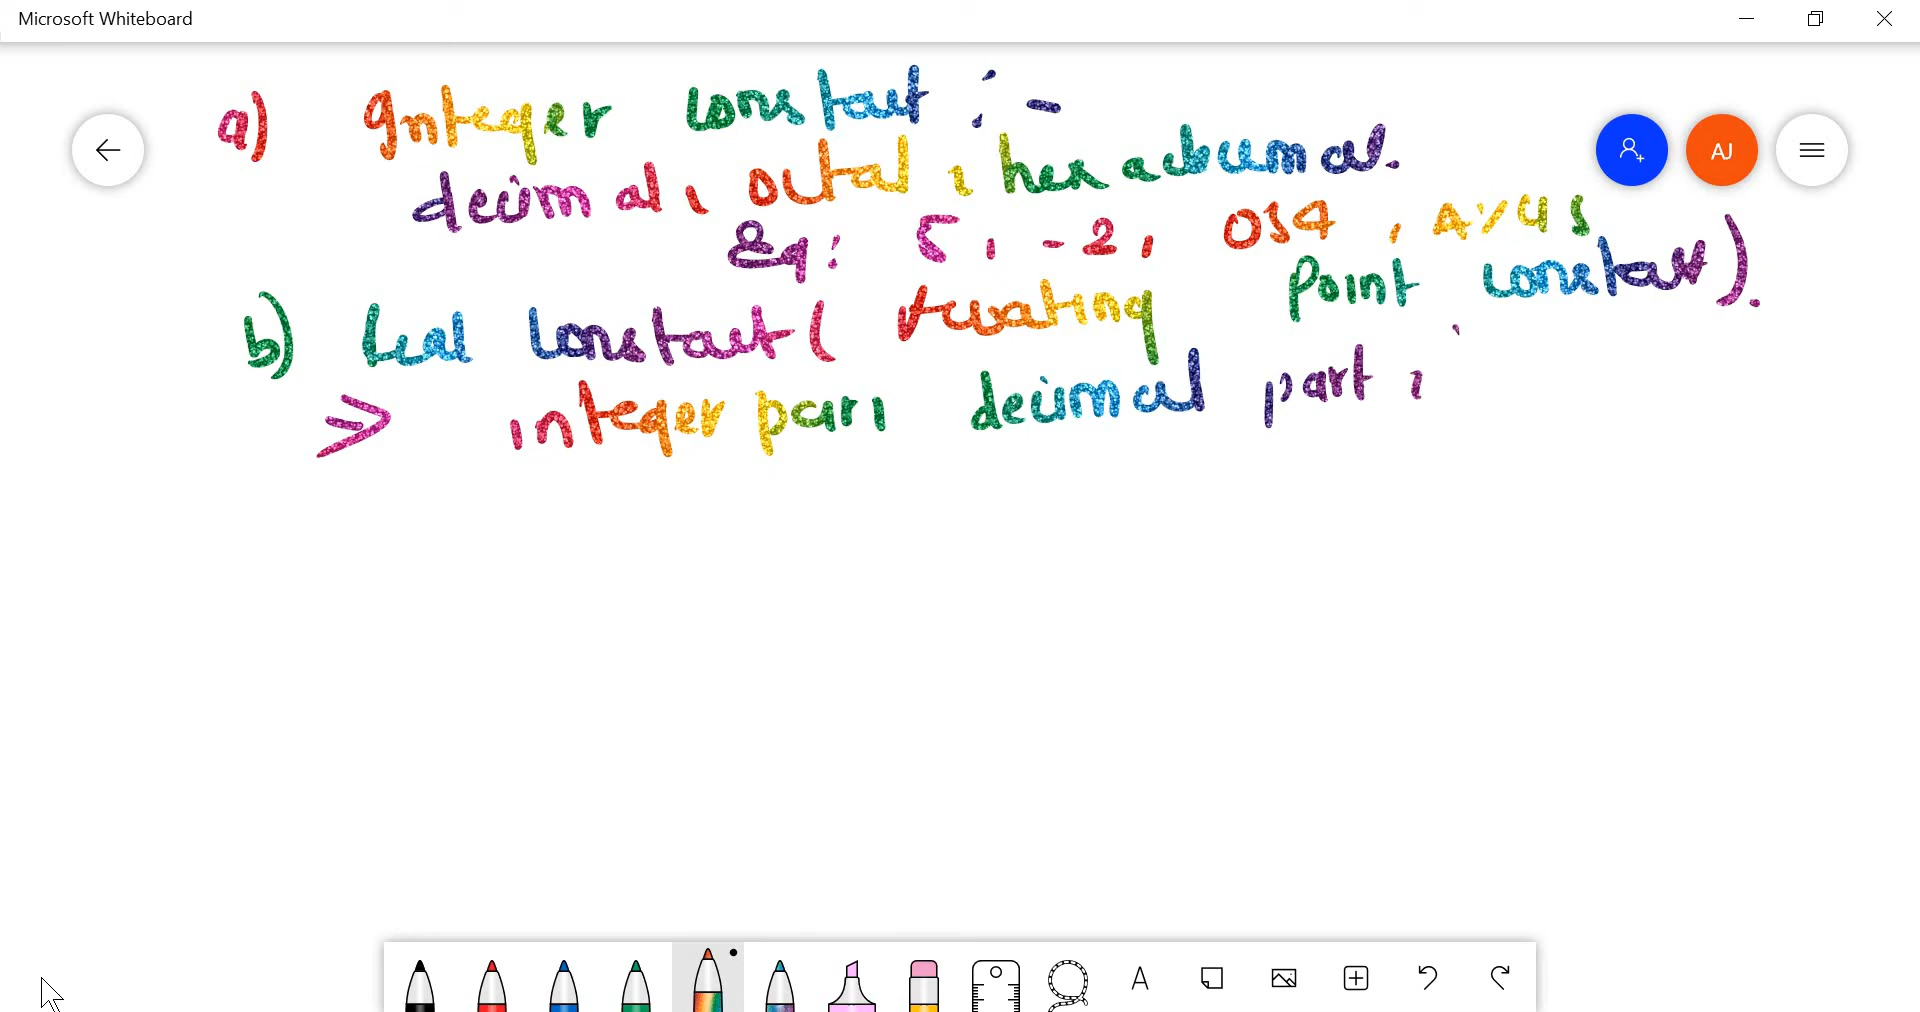 Microsoft Whiteboard
AJ
a) Integer constant :-
decimal, octal, hexadecimal.
Eg: 5, -2, 034,
b) Real constant ( floating point constant).
=> integer part, decimal part,
A